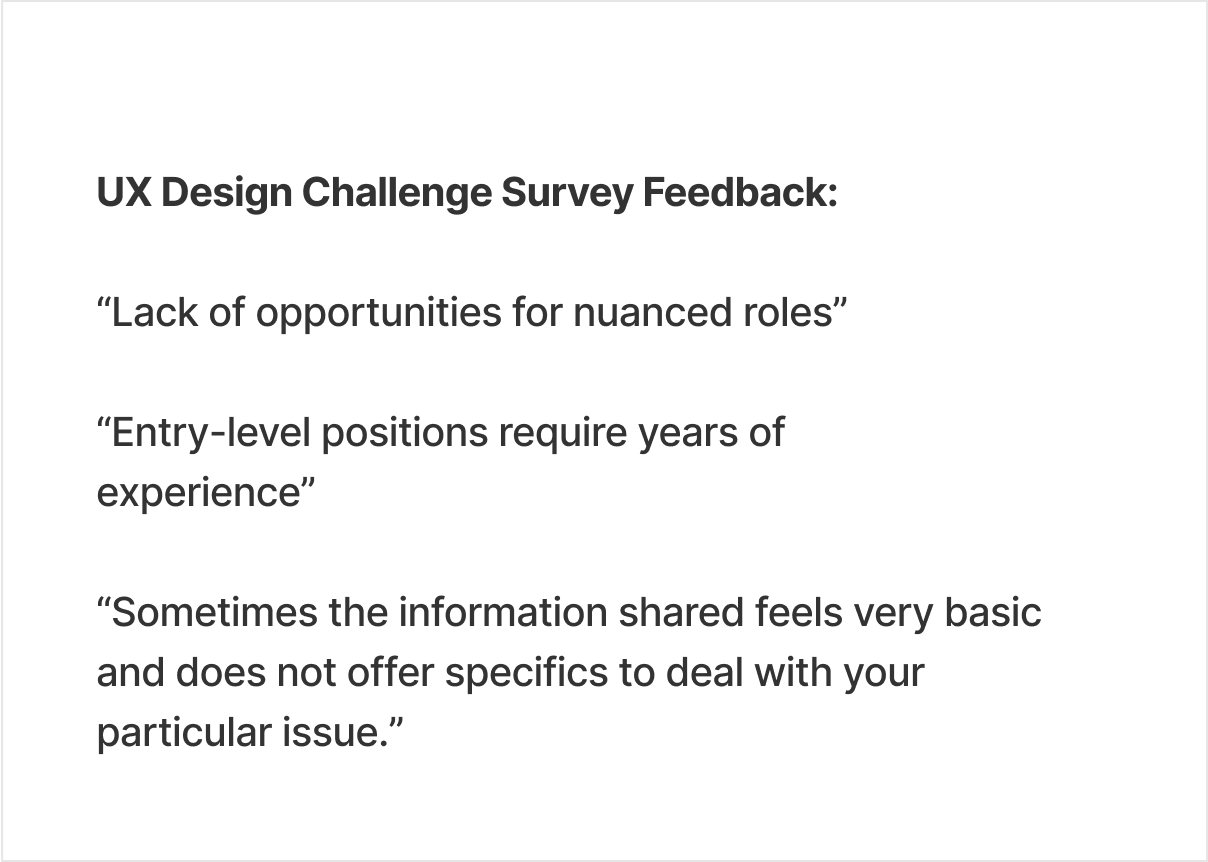 UX Design Challenge Survey Feedback:
“Lack of opportunities for nuanced roles”
“Entry-level positions require years of
experience”
“Sometimes the information shared feels very basic
and does not offer specifics to deal with your
particular issue.”